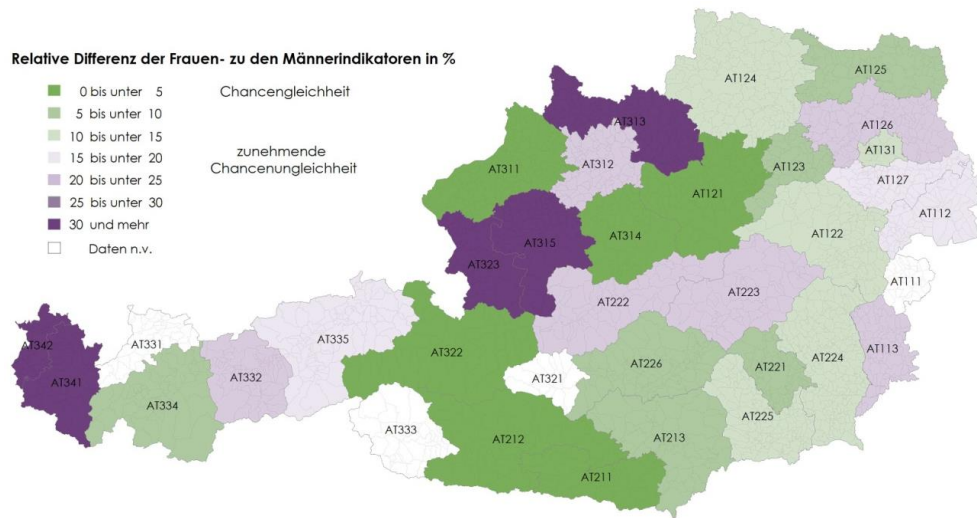 Relative Differenz der Frauen- zu den Männerindikatoren in %
0 bis unter 5
Chancengleichheit
5 bis unter 10
10 bis unter 15
15 bis unter 20
zunehmende
Chancenungleichheit
20 bis unter 25
25 bis unter 30
30 und mehr
Daten n.v.
AT124
AT125
AT313
AT126
AT131
AT312
AT123
AT311
AT121
AT127
AT112
AT314
AT122
AT315
AT323
AT111
AT222
AT223
AT342
AT331
AT335
AT322
AT113
AT224
AT332
AT321
AT226
AT221
AT341
AT334
AT225
AT333
AT212
AT213
AT211